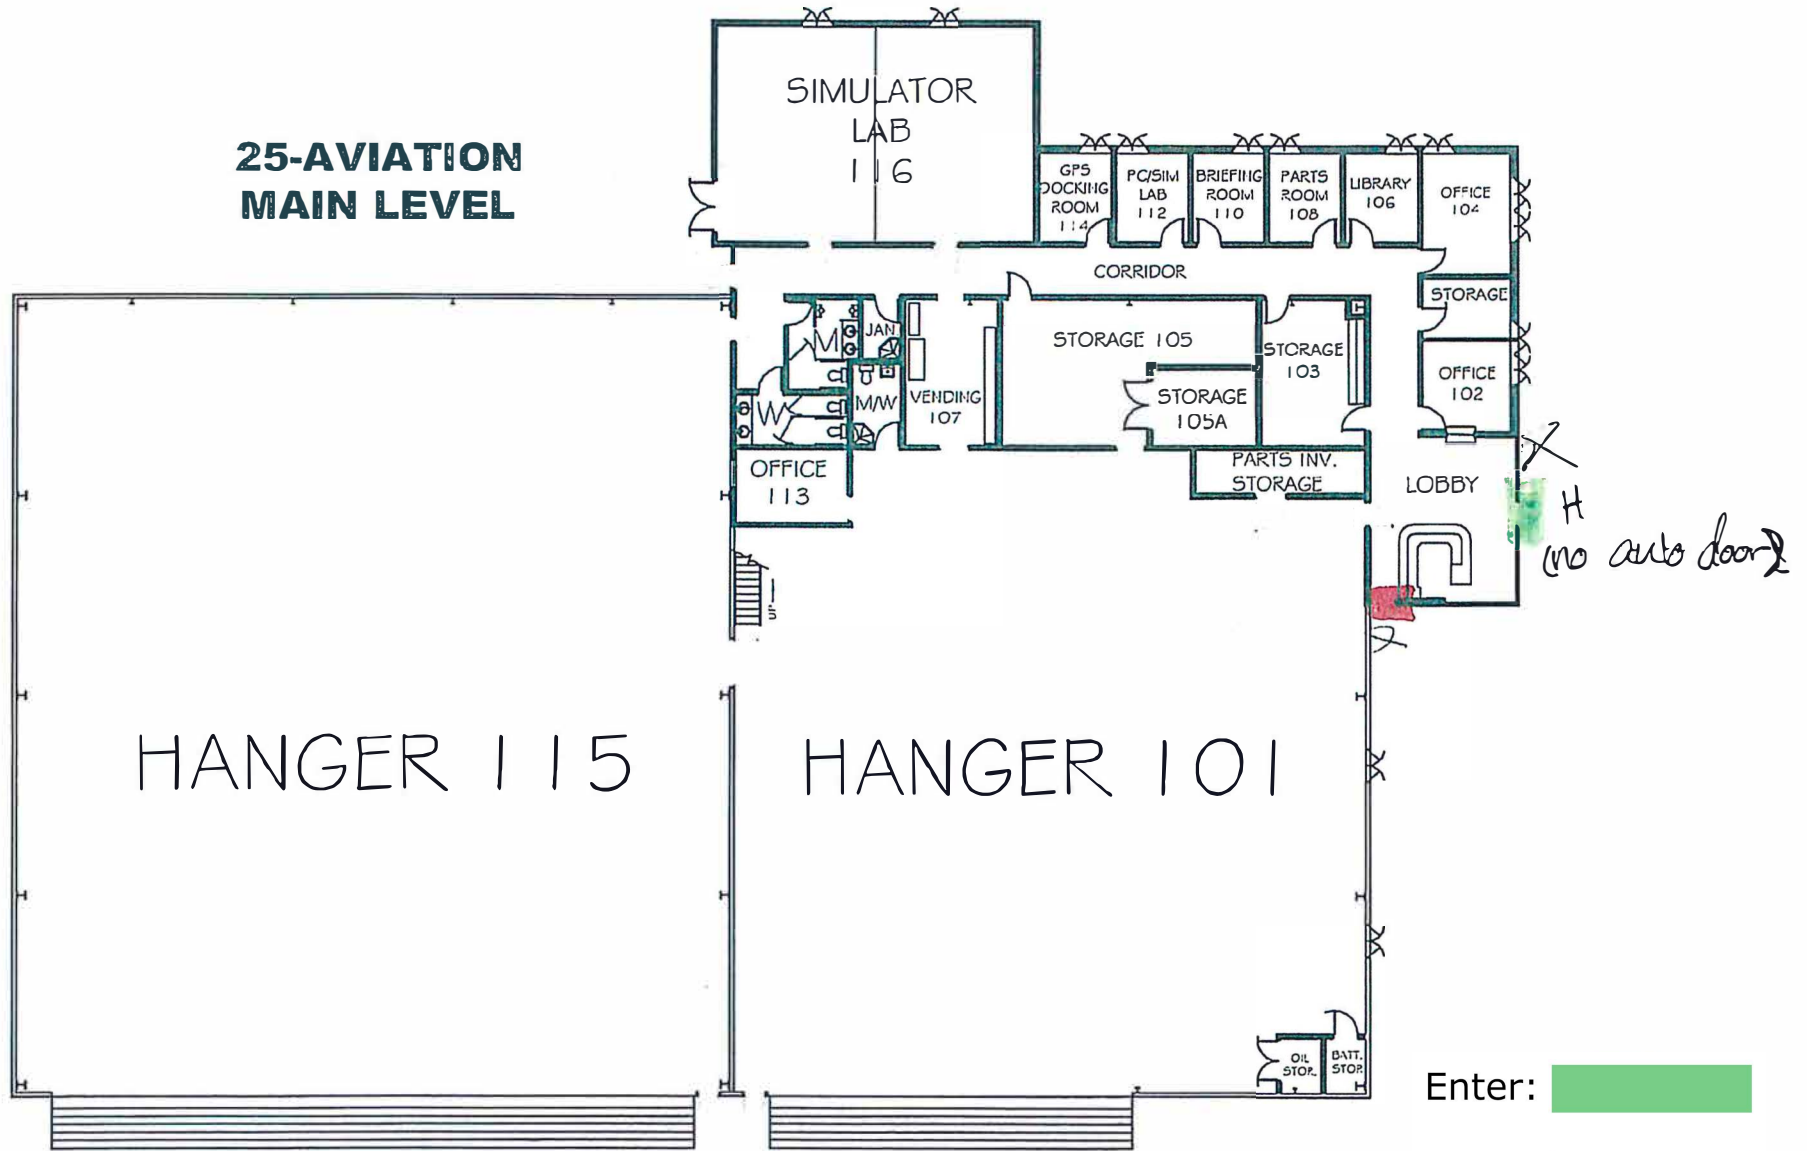 25-AVIATION
MAIN LEVEL
SIMULATOR
LAB
116
GPS
DOCKING
ROOM
114
PC/SIM
LAB
112
BRIEFING
ROOM
110
PARTS
ROOM
108
LIBRARY
106
OFFICE
104
CORRIDOR
STORAGE
M
JAN
STORAGE 105
STORAGE
103
OFFICE
102
W
M/W
VENDING
107
STORAGE
105A
OFFICE
113
PARTS INV.
STORAGE
LOBBY
H
(no auto door)
UP
HANGER 115
HANGER 101
OIL
STOR.
BATT.
STOR.
Enter: